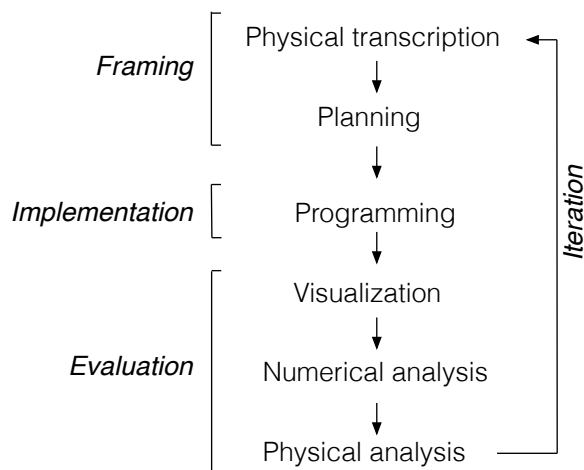 Physical transcription
Framing
Planning
Implementation
Programming
Iteration
Visualization
Evaluation
Numerical analysis
Physical analysis